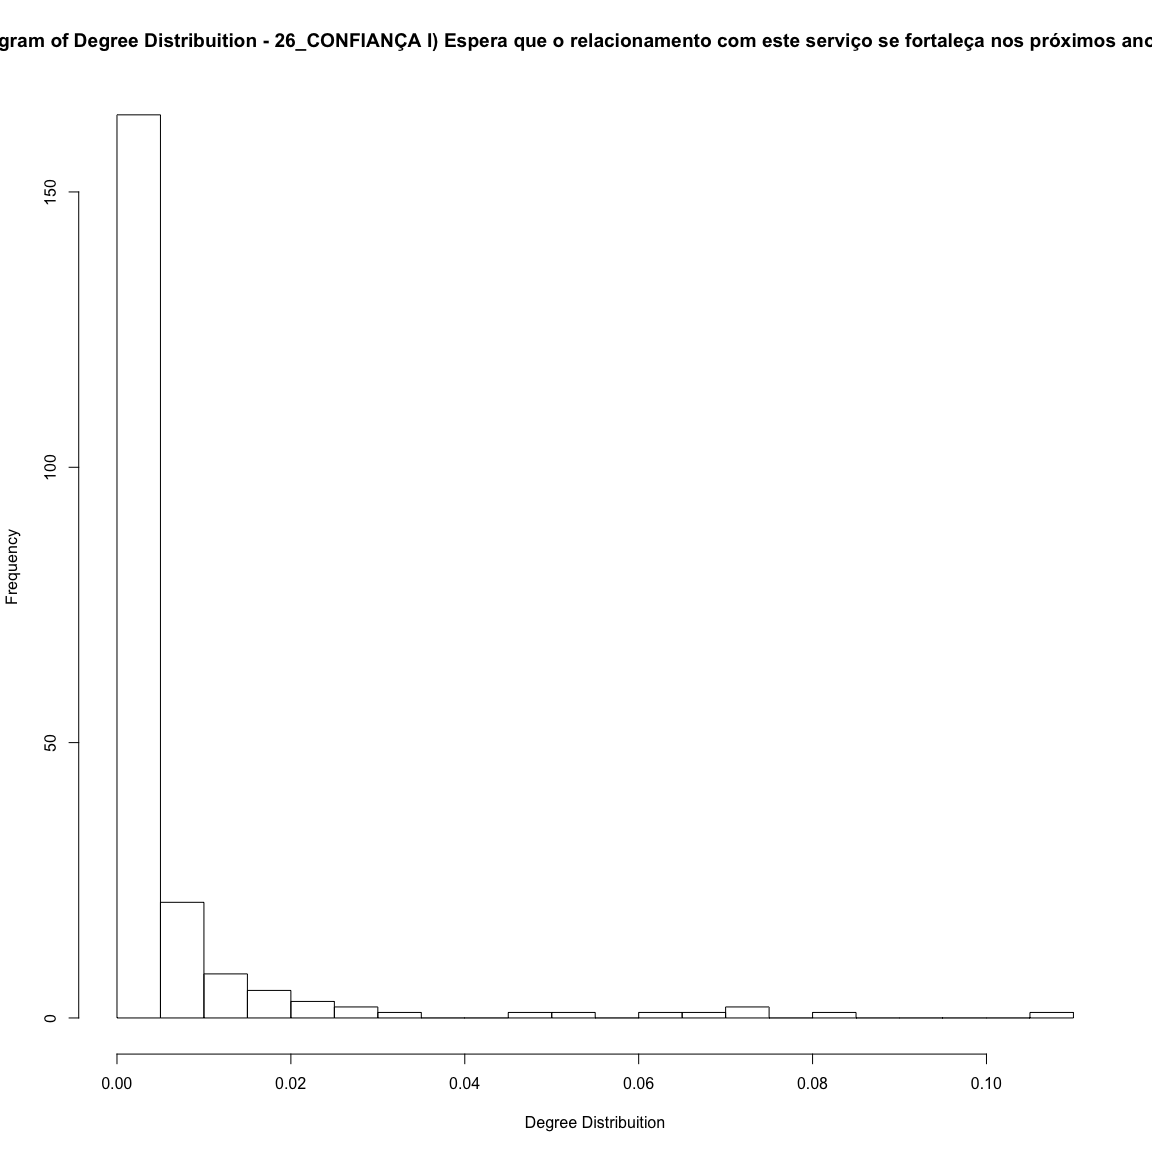 gram of Degree Distribuition - 26_CONFIANÇA I) Espera que o relacionamento com este serviço se fortaleça nos próximos ano
Frequency
150
100
50
0
0.00 0.02 0.04 0.06 0.08 0.10
Degree Distribuition